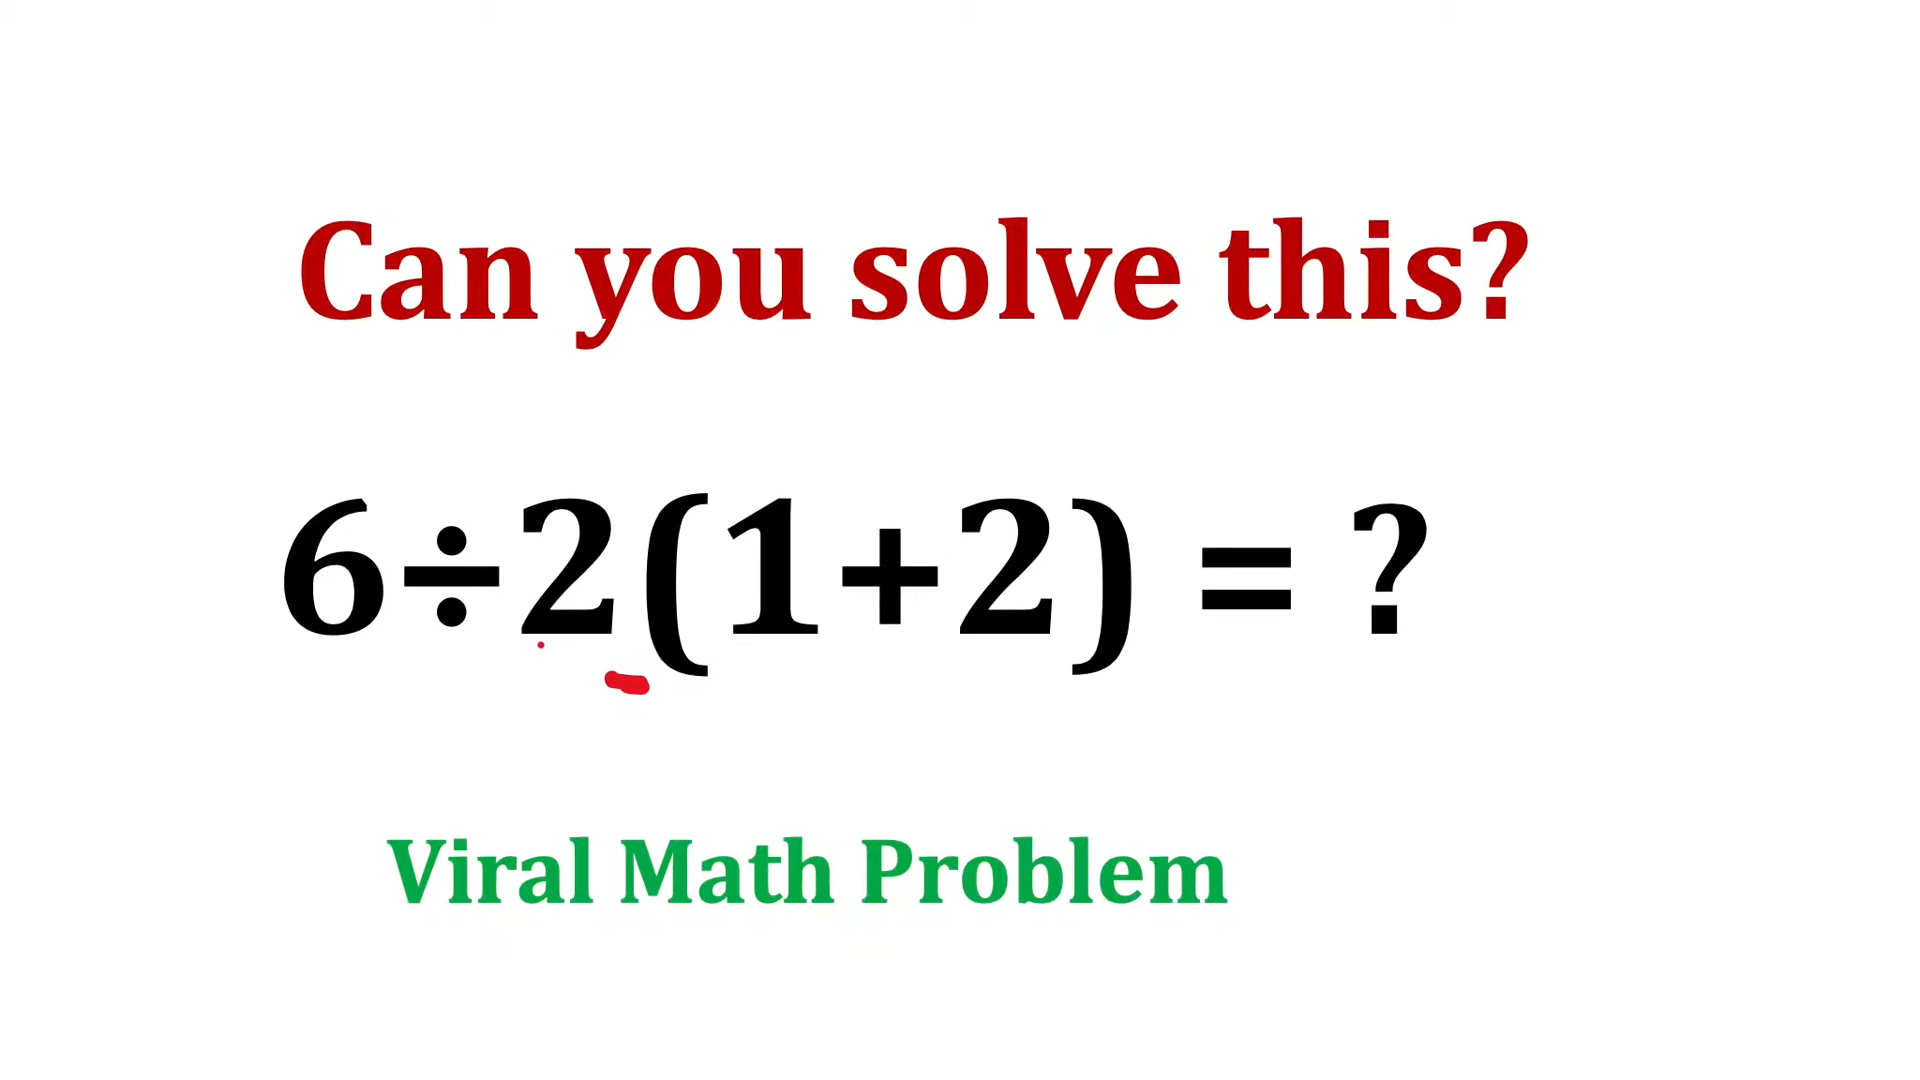 Can you solve this?
6÷2(1+2) = ?
Viral Math Problem